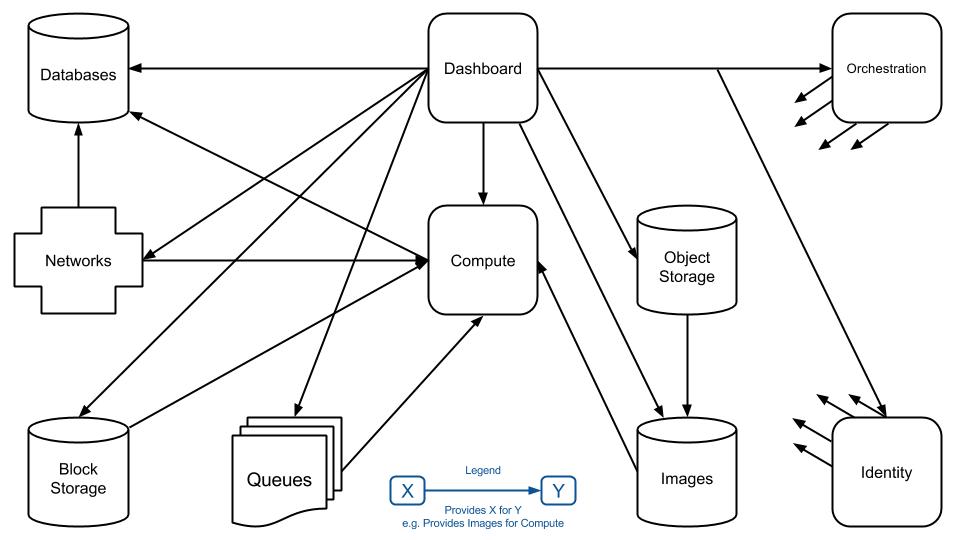 Databases
Dashboard
Orchestration
Networks
Compute
Object
Storage
Block
Storage
Queues
Images
Identity
Legend
X
Y
Provides X for Y
e.g. Provides Images for Compute